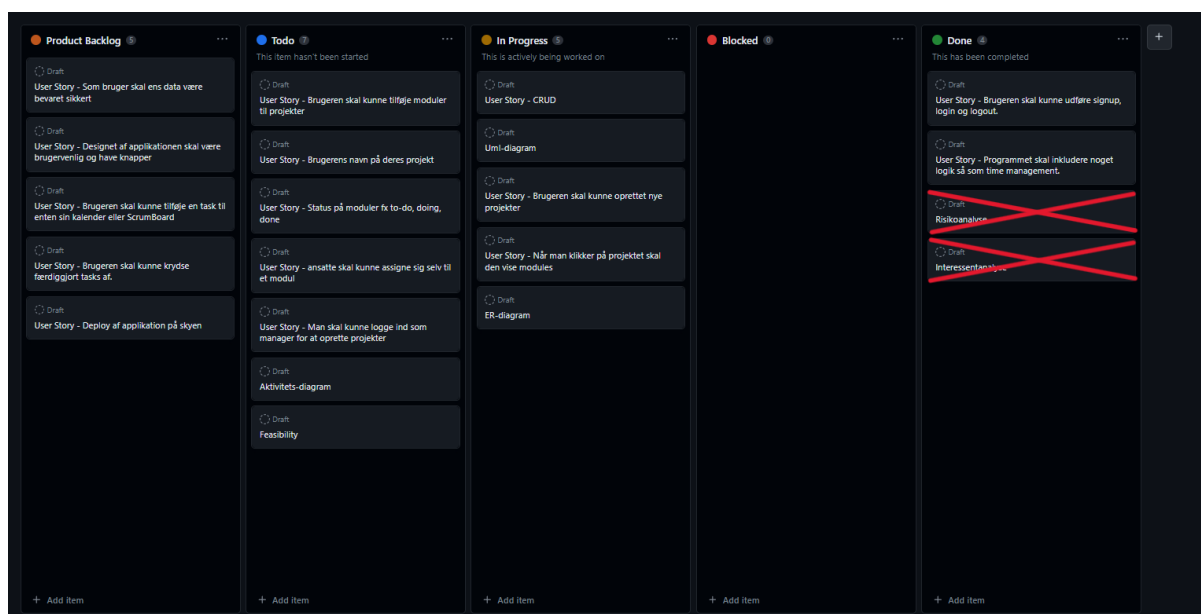 Product Backlog 5
Draft
User Story - Som bruger skal ens data være
bevaret sikkert
Draft
User Story - Designet af applikationen skal være
brugervenlig og have knapper
Draft
User Story - Brugeren skal kunne tilføje en task til
enten sin kalender eller ScrumBoard
Draft
User Story - Brugeren skal kunne krydse
færdiggjort tasks af.
Draft
User Story - Deploy af applikation på skyen
+ Add item
Todo 7
This item hasn't been started
Draft
User Story - Brugeren skal kunne tilføje moduler
til projekter
Draft
User Story - Brugerens navn på deres projekt
Draft
User Story - Status på moduler fx to-do, doing,
done
Draft
User Story - ansatte skal kunne assigne sig selv til
et modul
Draft
User Story - Man skal kunne logge ind som
manager for at oprette projekter
Draft
Aktivitets-diagram
Draft
Feasibility
+ Add item
In Progress 5
This is actively being worked on
Draft
User Story - CRUD
Draft
Uml-diagram
Draft
User Story - Brugeren skal kunne oprettet nye
projekter
Draft
User Story - Når man klikker på projektet skal
den vise modules
Draft
ER-diagram
+ Add item
Blocked 0
+ Add item
Done 4
This has been completed
Draft
User Story - Brugeren skal kunne udføre signup,
login og logout.
Draft
User Story - Programmet skal inkludere noget
logik så som time management.
Draft
Risikoanalyse
Draft
Interessentanalyse
+ Add item